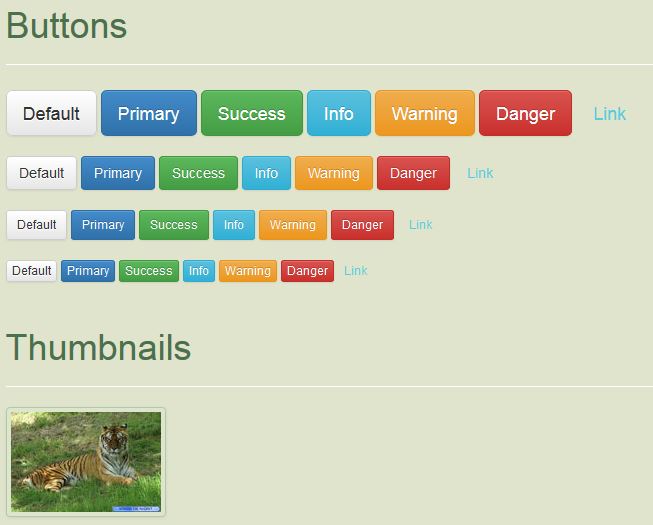 Buttons
Default Primary Success Info Warning Danger Link
Default Primary Success Info Warning Danger Link
Default Primary Success Info Warning Danger Link
Default Primary Success Info Warning Danger Link
Thumbnails